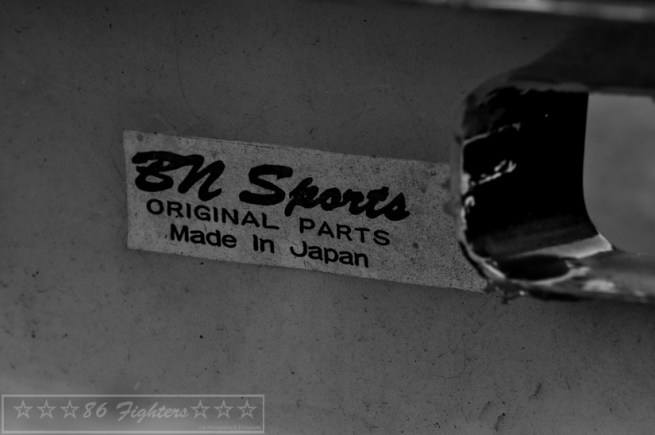 BN Sports
ORIGINAL PARTS
Made In Japan
☆☆☆86 Fighters☆☆☆